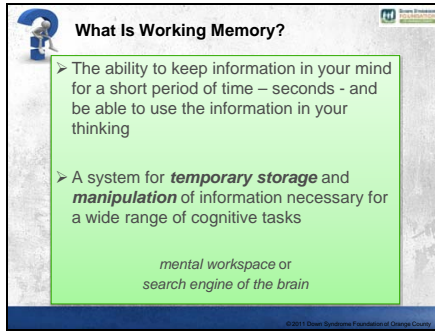 What Is Working Memory?
Down Syndrome
FOUNDATION
➢ The ability to keep information in your mind
for a short period of time – seconds - and
be able to use the information in your
thinking
➢ A system for temporary storage and
manipulation of information necessary for
a wide range of cognitive tasks
mental workspace or
search engine of the brain
©2011 Down Syndrome Foundation of Orange County